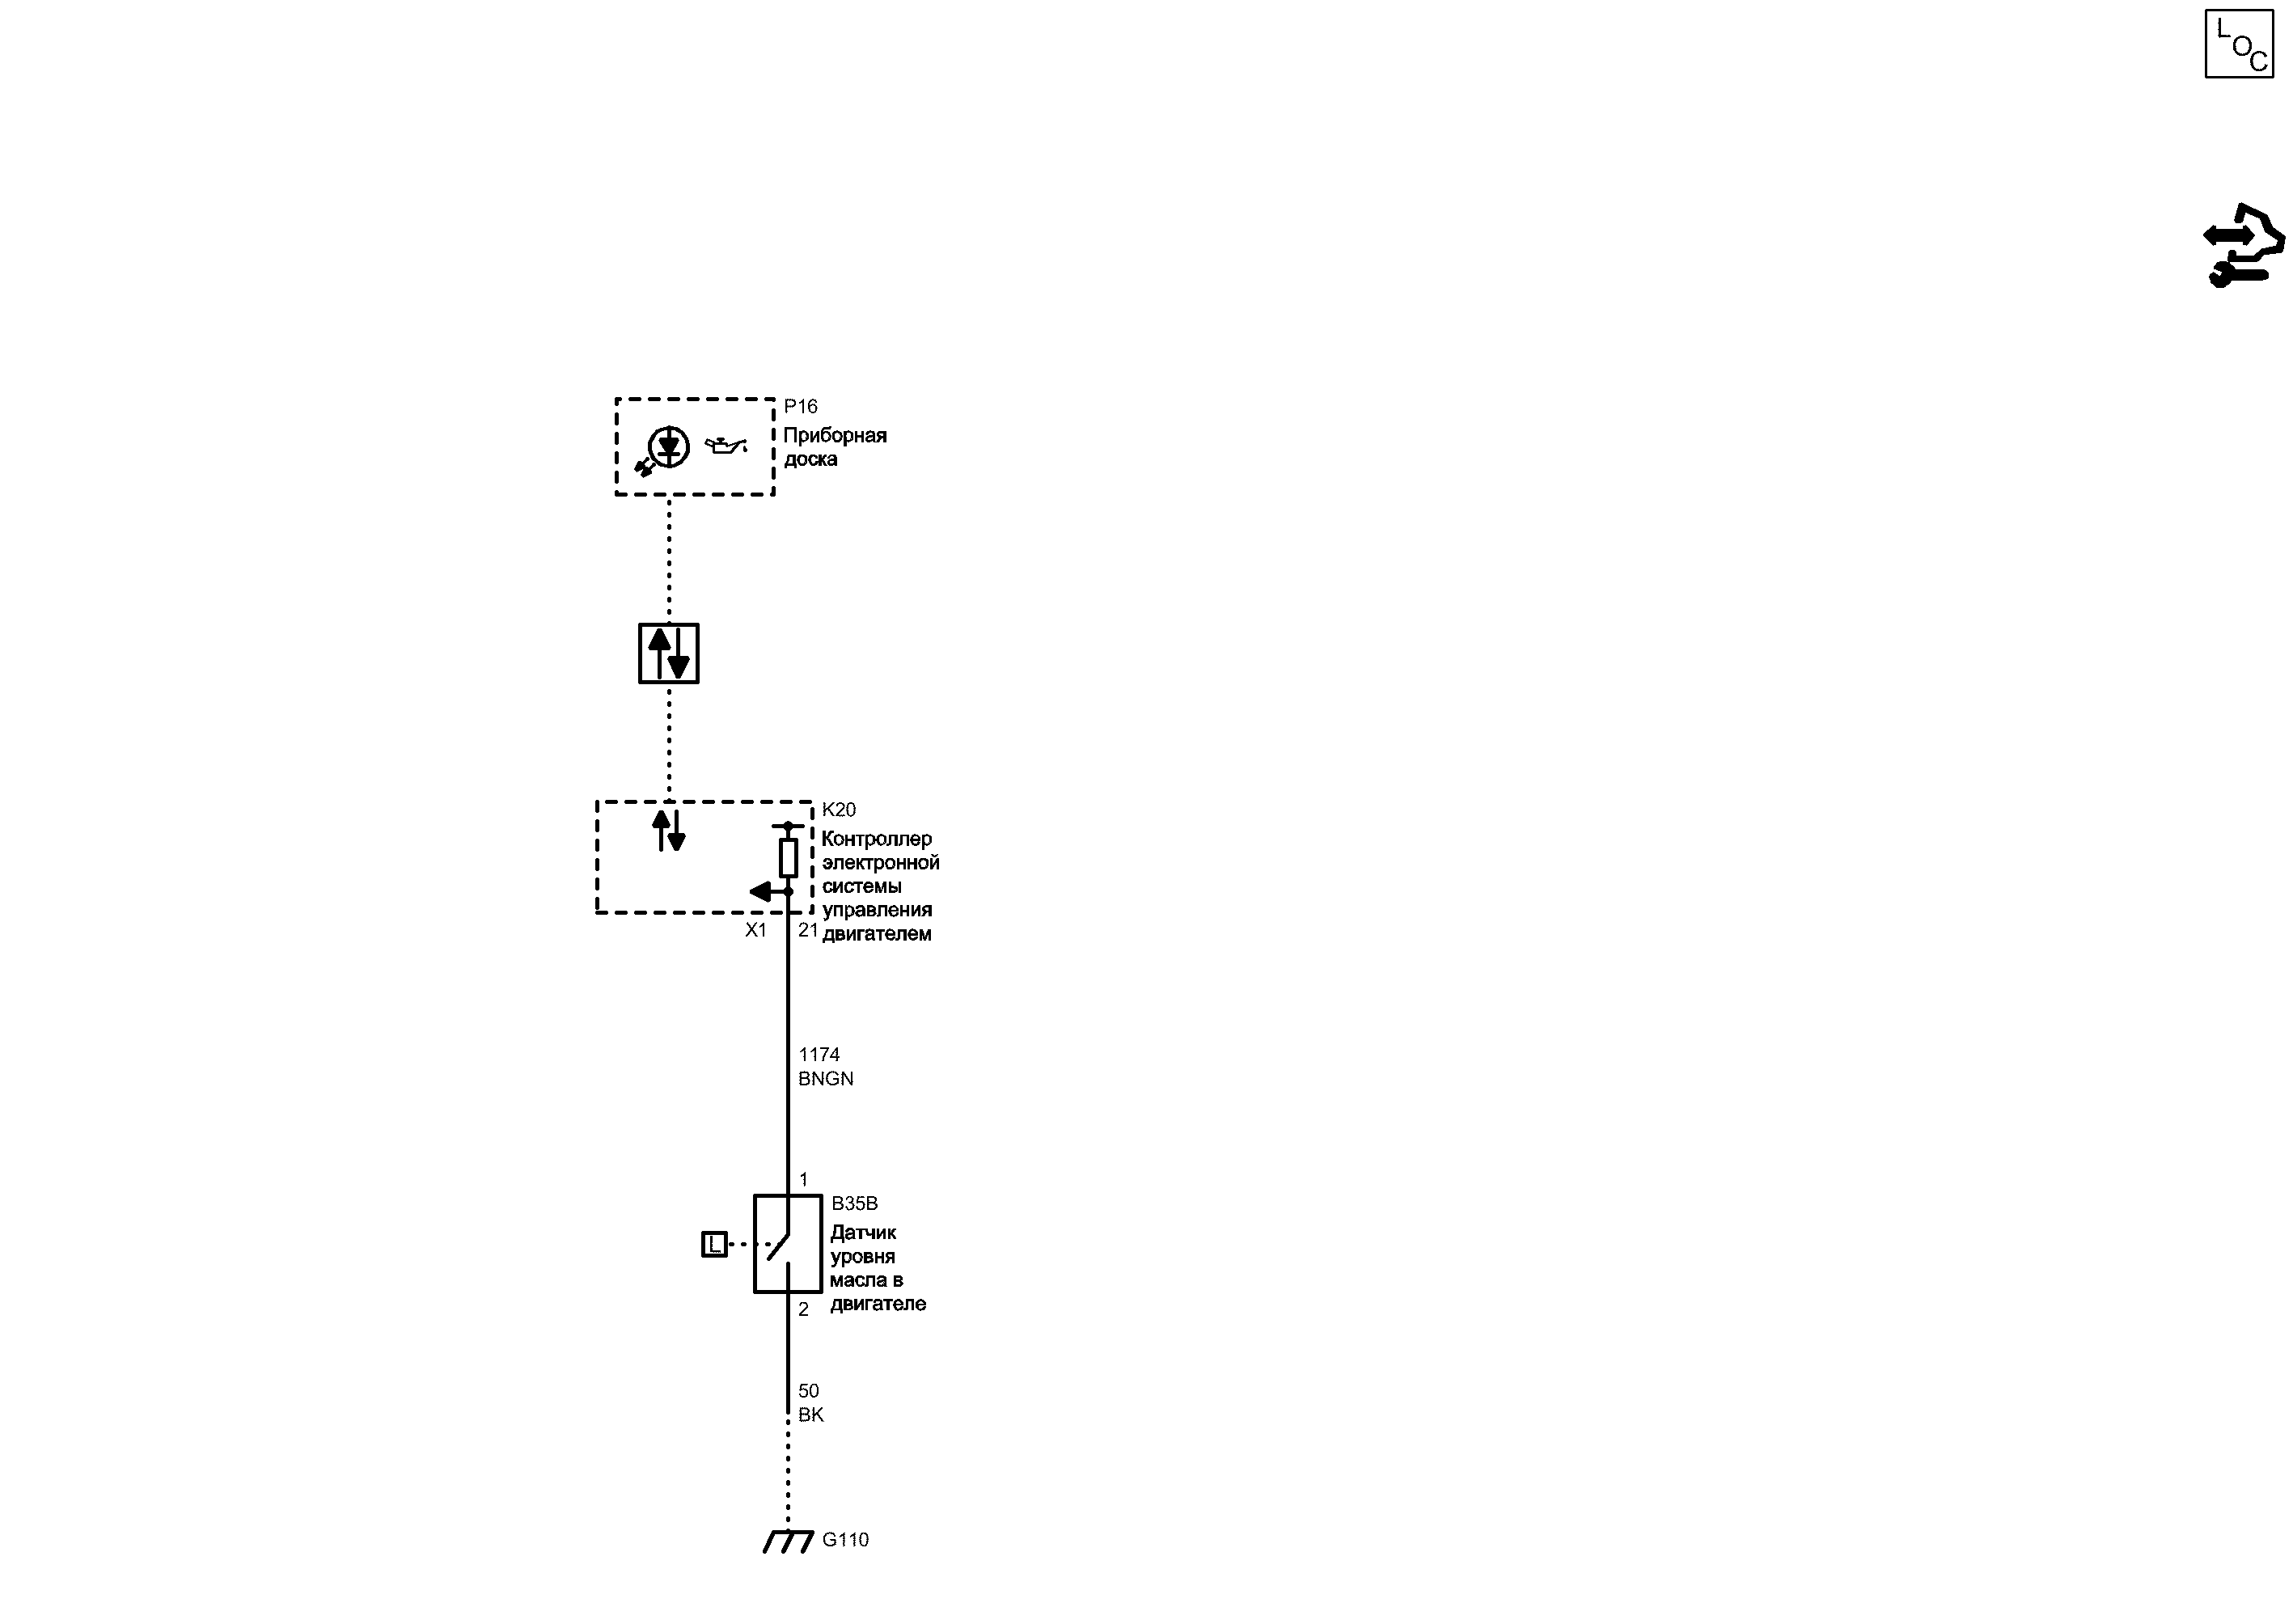 LOC
P16
Приборная
доска
K20
Контроллер
электронной
системы
управления
двигателем
X1 21
1174
BNGN
1
B35B
Датчик
уровня
масла в
двигателе
L
2
50
BK
G110